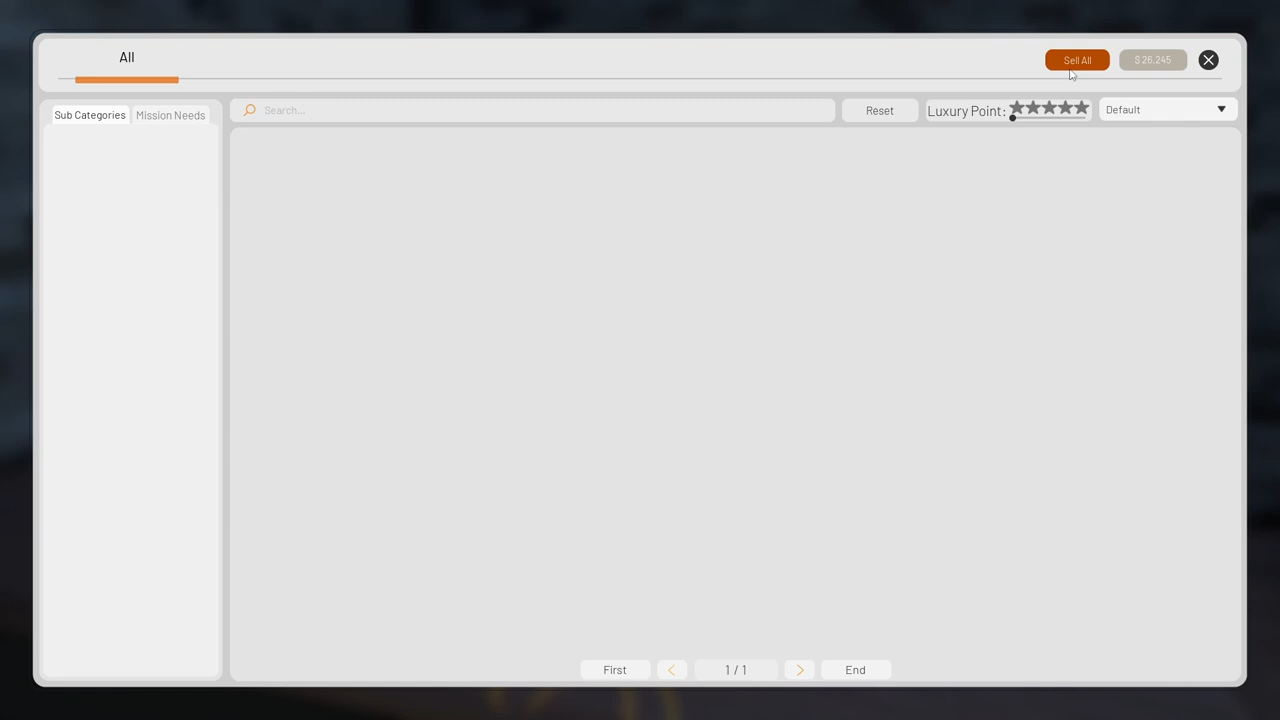 All
Sell All
$ 26,245
Sub Categories
Mission Needs
Search...
Reset
Luxury Point:
Default
First
<
1 / 1
>
End